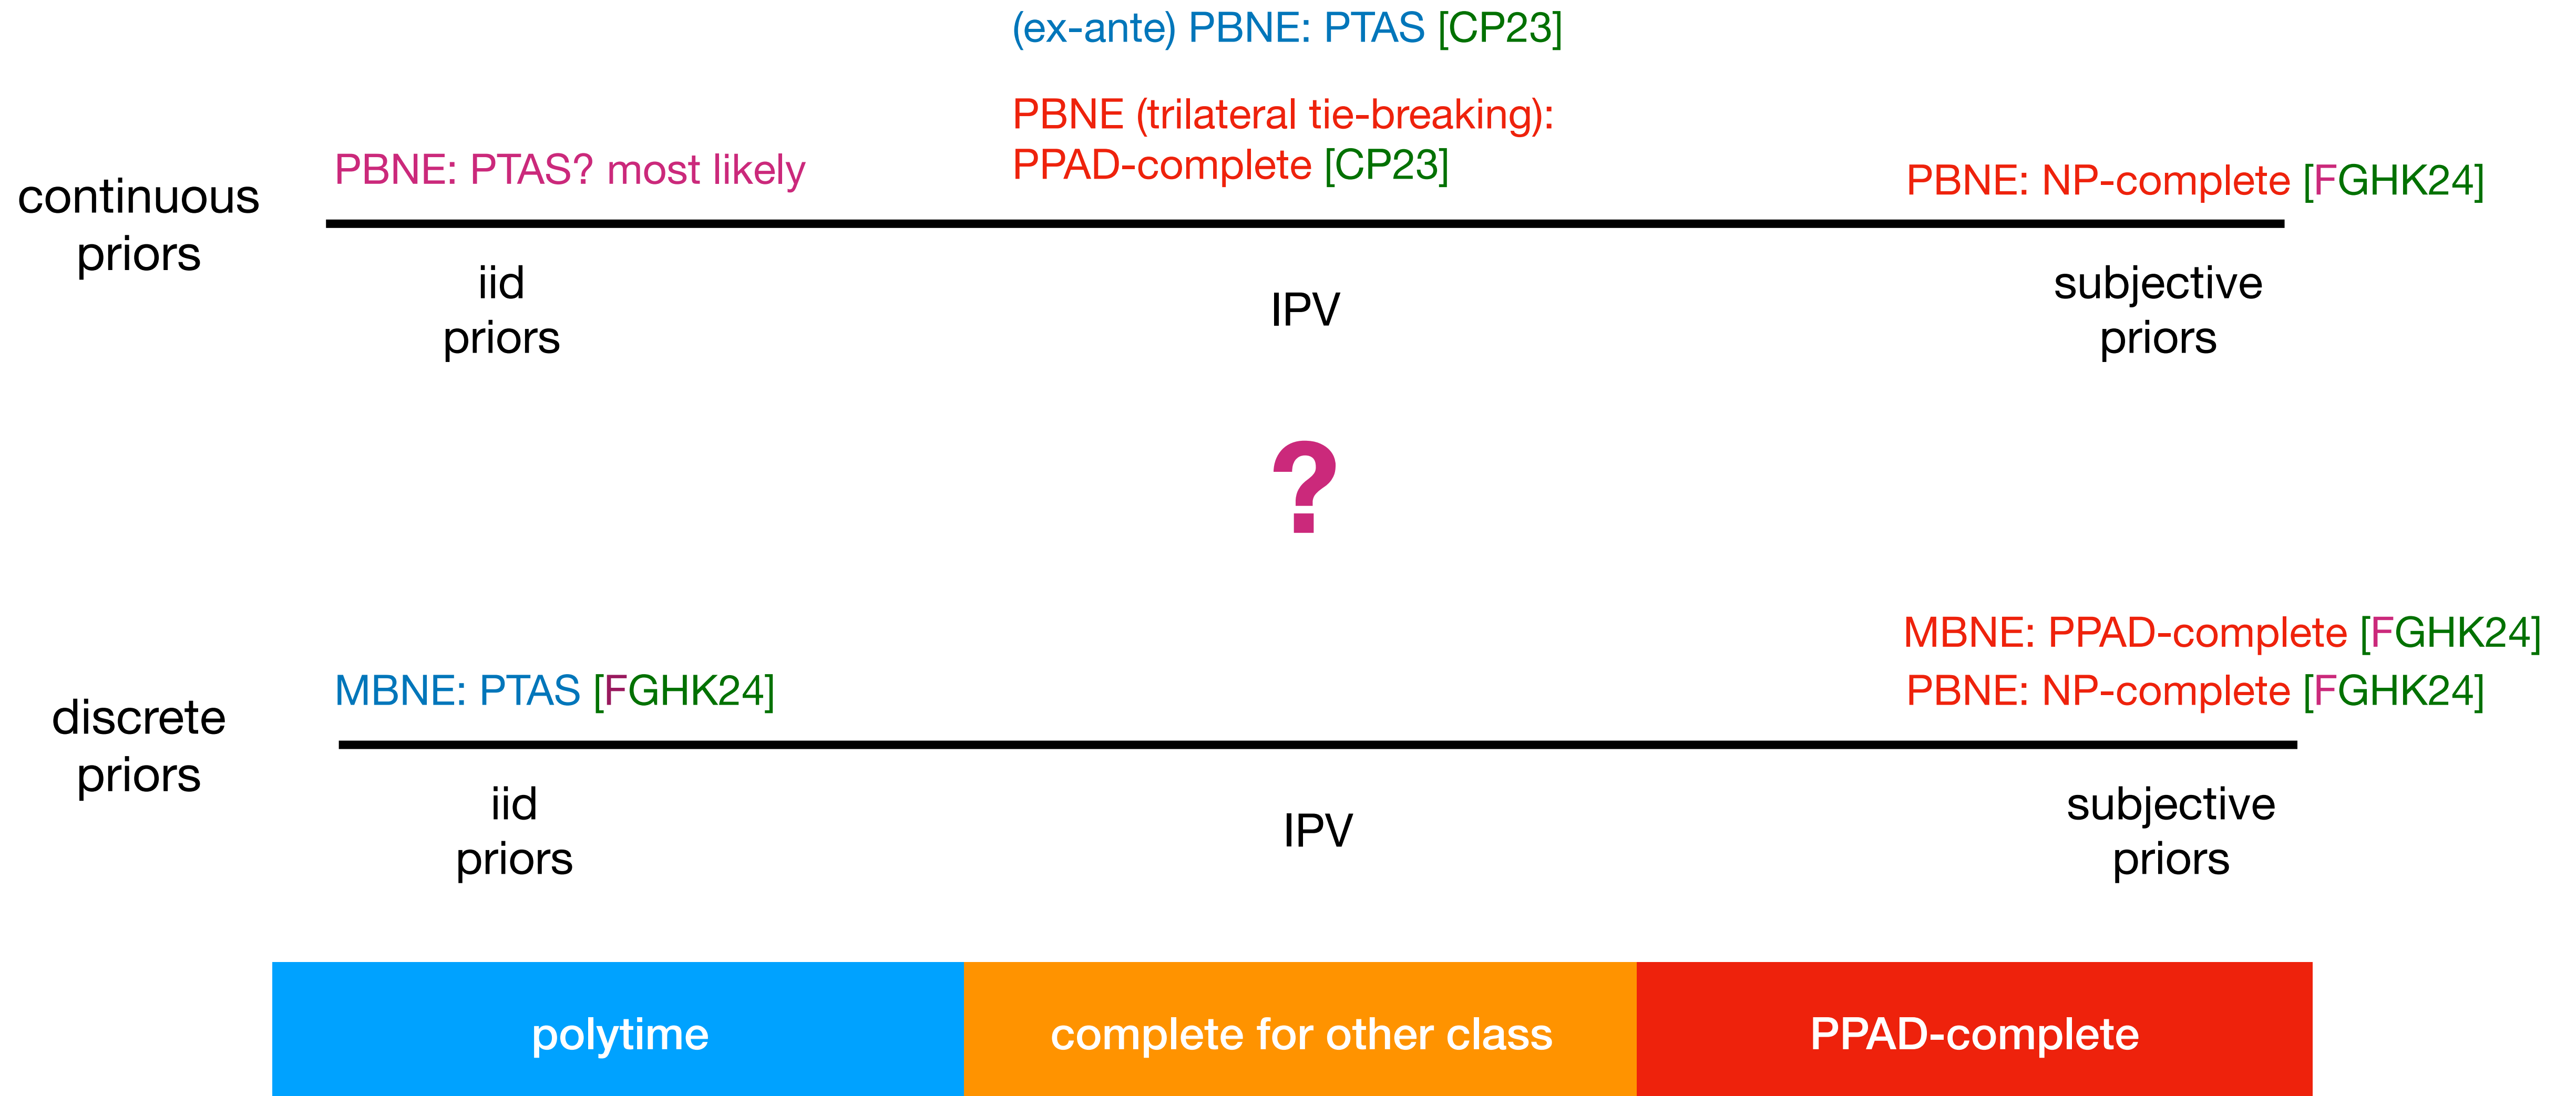 (ex-ante) PBNE: PTAS [CP23]
PBNE (trilateral tie-breaking):
PPAD-complete [CP23]
PBNE: PTAS? most likely
PBNE: NP-complete [FGHK24]
continuous
priors
iid
priors
IPV
subjective
priors
?
MBNE: PPAD-complete [FGHK24]
MBNE: PTAS [FGHK24]
PBNE: NP-complete [FGHK24]
discrete
priors
iid
priors
IPV
subjective
priors
polytime
complete for other class
PPAD-complete